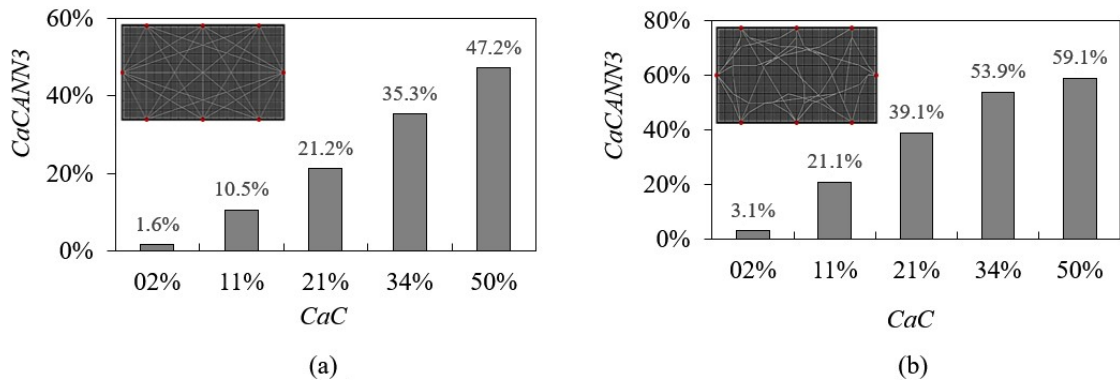 60%
40%
20%
0%
CaCANN3
1.6%
10.5%
21.2%
35.3%
47.2%
02% 11% 21% 34% 50%
CaC
(a)
80%
60%
40%
20%
0%
CaCANN3
3.1%
21.1%
39.1%
53.9%
59.1%
02% 11% 21% 34% 50%
CaC
(b)